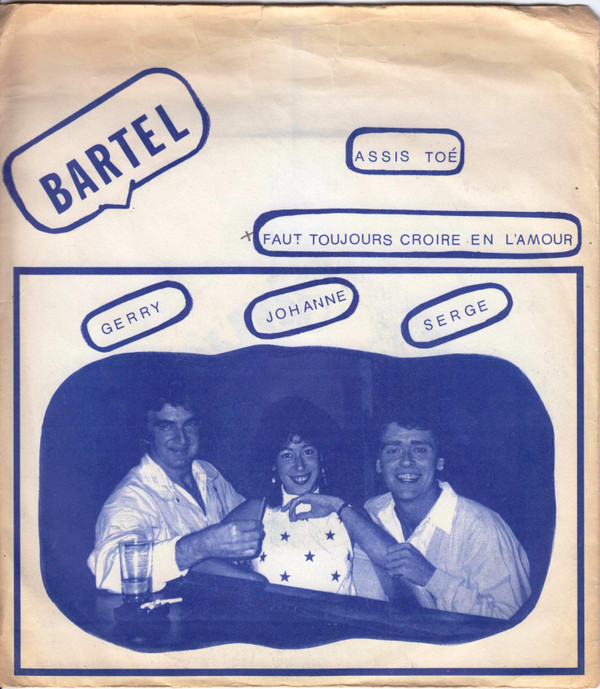 BARTEL
ASSIS TOÉ
FAUT TOUJOURS CROIRE EN L'AMOUR
GERRY
JOHANNE
SERGE